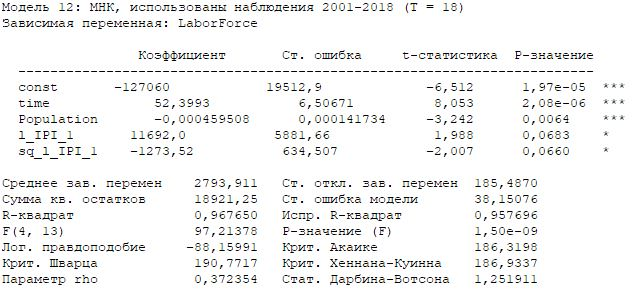 Модель 12: МНК, использованы наблюдения 2001-2018 (T = 18)
Зависимая переменная: LaborForce
Коэффициент Ст. ошибка t-статистика P-значение
---------------------------------------------------------------------
const -127060 19512,9 -6,512 1,97e-05 ***
time 52,3993 6,50671 8,053 2,08e-06 ***
Population -0,000459508 0,000141734 -3,242 0,0064 ***
l_IPI_1 11692,0 5881,66 1,988 0,0683 *
sq_l_IPI_1 -1273,52 634,507 -2,007 0,0660 *
Среднее зав. перемен 2793,911 Ст. откл. зав. перемен 185,4870
Сумма кв. остатков 18921,25 Ст. ошибка модели 38,15076
R-квадрат 0,967650 Испр. R-квадрат 0,957696
F(4, 13) 97,21378 Р-значение (F) 1,50e-09
Лог. правдоподобие -88,15991 Крит. Акаике 186,3198
Крит. Шварца 190,7717 Крит. Хеннана-Куинна 186,9337
Параметр rho 0,372354 Стат. Дарбина-Вотсона 1,251911